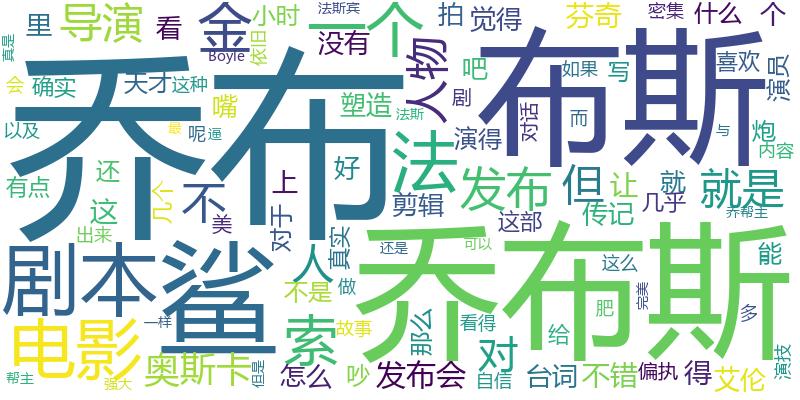 真是
里
导演
看
金
小时
法斯宾
Boyle
依旧
没有
一个
拍
觉得
芬奇
密集
什么
个
会
确实
天才
这种
嘴
塑造
人物
吧
剧
如果
写
喜欢
演员
乔布
布斯
以及
呢
逼
最
法斯
演得
对话
而
与
炮
内容
有点
还
几个
不
上
好
法
发布
但
让
就
就是
这
美
对于
剪辑
这部
传记
几乎
乔帮主
出来
人
真实
还是
可以
这么
能
剧本
鲨
不是
做
乔布斯
肥
完美
多
电影
一样
索
故事
那么
看得
对
给
帮主
强大
奥斯卡
但是
怎么
吵
发布会
自信
台词
不错
偏执
得
艾伦
演技